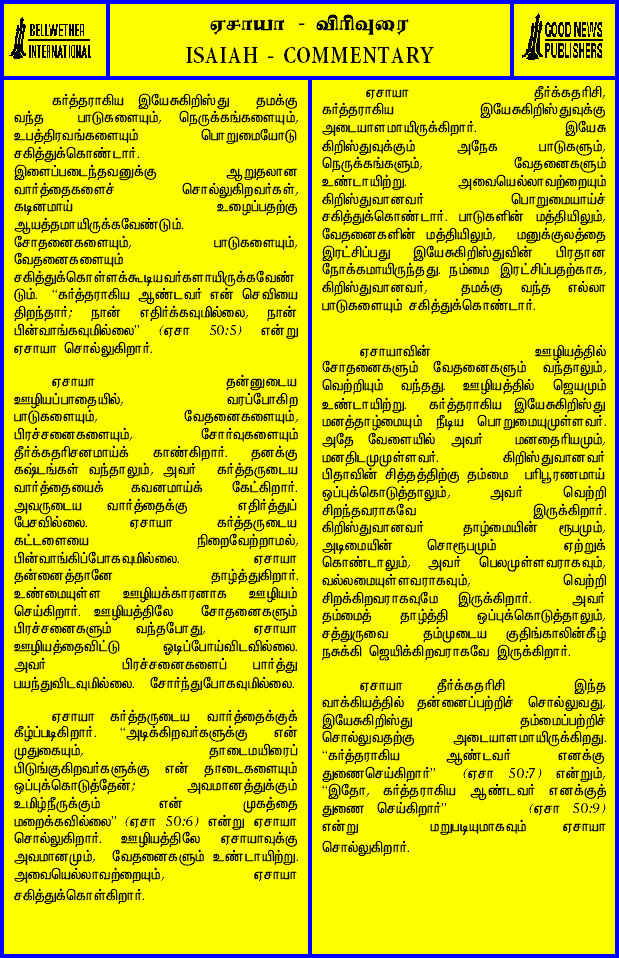 BELLWETHER
INTERNATIONAL
ஏசாயா - விரிவுரை
ISAIAH - COMMENTARY
GOOD NEWS
PUBLISHERS
கர்த்தராகிய இயேசுகிறிஸ்து தமக்கு
வந்த பாடுகளையும், நெருக்கங்களையும்,
உபத்திரவங்களையும் பொறுமையோடு
சகித்துக்கொண்டார்.
இளைப்படைந்தவனுக்கு ஆறுதலான
வார்த்தைகளைச் சொல்லுகிறவர்கள்,
கடினமாய் உழைப்பதற்கு
ஆயத்தமாயிருக்கவேண்டும்.
சோதனைகளையும், பாடுகளையும்,
வேதனைகளையும்
சகித்துக்கொள்ளக்கூடியவர்களாயிருக்கவேண்
டும். “கர்த்தராகிய ஆண்டவர் என் செவியை
திறந்தார்; நான் எதிர்க்கவுமில்லை, நான்
பின்வாங்கவுமில்லை” (ஏசா 50:5) என்று
ஏசாயா சொல்லுகிறார்.
ஏசாயா தன்னுடைய
ஊழியப்பாதையில், வரப்போகிற
பாடுகளையும், வேதனைகளையும்,
பிரச்சனைகளையும், சோர்வுகளையும்
தீர்க்கதரிசனமாய்க் காண்கிறார். தனக்கு
கஷ்டங்கள் வந்தாலும், அவர் கர்த்தருடைய
வார்த்தையைக் கவனமாய்க் கேட்கிறார்.
அவருடைய வார்த்தைக்கு எதிர்த்துப்
பேசவில்லை. ஏசாயா கர்த்தருடைய
கட்டளையை நிறைவேற்றாமல்,
பின்வாங்கிப்போகவுமில்லை. ஏசாயா
தன்னைத்தானே தாழ்த்துகிறார்.
உண்மையுள்ள ஊழியக்காரனாக ஊழியம்
செய்கிறார். ஊழியத்திலே சோதனைகளும்
பிரச்சனைகளும் வந்தபோது, ஏசாயா
ஊழியத்தைவிட்டு ஓடிப்போய்விடவில்லை.
அவர் பிரச்சனைகளைப் பார்த்து
பயந்துவிடவுமில்லை. சோர்ந்துபோகவுமில்லை.
ஏசாயா கர்த்தருடைய வார்த்தைக்குக்
கீழ்ப்படிகிறார். “அடிக்கிறவர்களுக்கு என்
முதுகையும், தாடைமயிரைப்
பிடுங்குகிறவர்களுக்கு என் தாடைகளையும்
ஒப்புக்கொடுத்தேன்; அவமானத்துக்கும்
உமிழ்நீருக்கும் என் முகத்தை
மறைக்கவில்லை” (ஏசா 50:6) என்று ஏசாயா
சொல்லுகிறார். ஊழியத்திலே ஏசாயாவுக்கு
அவமானமும், வேதனைகளும் உண்டாயிற்று.
அவையெல்லாவற்றையும், ஏசாயா
சகித்துக்கொள்கிறார்.
ஏசாயா தீர்க்கதரிசி,
கர்த்தராகிய இயேசுகிறிஸ்துவுக்கு
அடையாளமாயிருக்கிறார். இயேசு
கிறிஸ்துவுக்கும் அநேக பாடுகளும்,
நெருக்கங்களும், வேதனைகளும்
உண்டாயிற்று. அவையெல்லாவற்றையும்
கிறிஸ்துவானவர் பொறுமையாய்ச்
சகித்துக்கொண்டார். பாடுகளின் மத்தியிலும்,
வேதனைகளின் மத்தியிலும், மனுக்குலத்தை
இரட்சிப்பது இயேசுகிறிஸ்துவின் பிரதான
நோக்கமாயிருந்தது. நம்மை இரட்சிப்பதற்காக,
கிறிஸ்துவானவர், தமக்கு வந்த எல்லா
பாடுகளையும் சகித்துக்கொண்டார்.
ஏசாயாவின் ஊழியத்தில்
சோதனைகளும் வேதனைகளும் வந்தாலும்,
வெற்றியும் வந்தது. ஊழியத்தில் ஜெயமும்
உண்டாயிற்று. கர்த்தராகிய இயேசுகிறிஸ்து
மனத்தாழ்மையும் நீடிய பொறுமையுமுள்ளவர்.
அதே வேளையில் அவர் மனதைரியமும்,
மனதிடமுமுள்ளவர். கிறிஸ்துவானவர்
பிதாவின் சித்தத்திற்கு தம்மை பரிபூரணமாய்
ஒப்புக்கொடுத்தாலும், அவர் வெற்றி
சிறந்தவராகவே இருக்கிறார்.
கிறிஸ்துவானவர் தாழ்மையின் ரூபமும்,
அடிமையின் சொரூபமும் ஏற்றுக்
கொண்டாலும், அவர் பெலமுள்ளவராகவும்,
வல்லமையுள்ளவராகவும், வெற்றி
சிறக்கிறவராகவுமே இருக்கிறார். அவர்
தம்மைத் தாழ்த்தி ஒப்புக்கொடுத்தாலும்,
சத்துருவை தம்முடைய குதிங்காலின்கீழ்
நசுக்கி ஜெயிக்கிறவராகவே இருக்கிறார்.
ஏசாயா தீர்க்கதரிசி இந்த
வாக்கியத்தில் தன்னைப்பற்றிச் சொல்லுவது,
இயேசுகிறிஸ்து தம்மைப்பற்றிச்
சொல்லுவதற்கு அடையாளமாயிருக்கிறது.
“கர்த்தராகிய ஆண்டவர் எனக்கு
துணைசெய்கிறார்” (ஏசா 50:7) என்றும்,
“இதோ, கர்த்தராகிய ஆண்டவர் எனக்குத்
துணை செய்கிறார்” (ஏசா 50:9)
என்று மறுபடியுமாகவும் ஏசாயா
சொல்லுகிறார்.